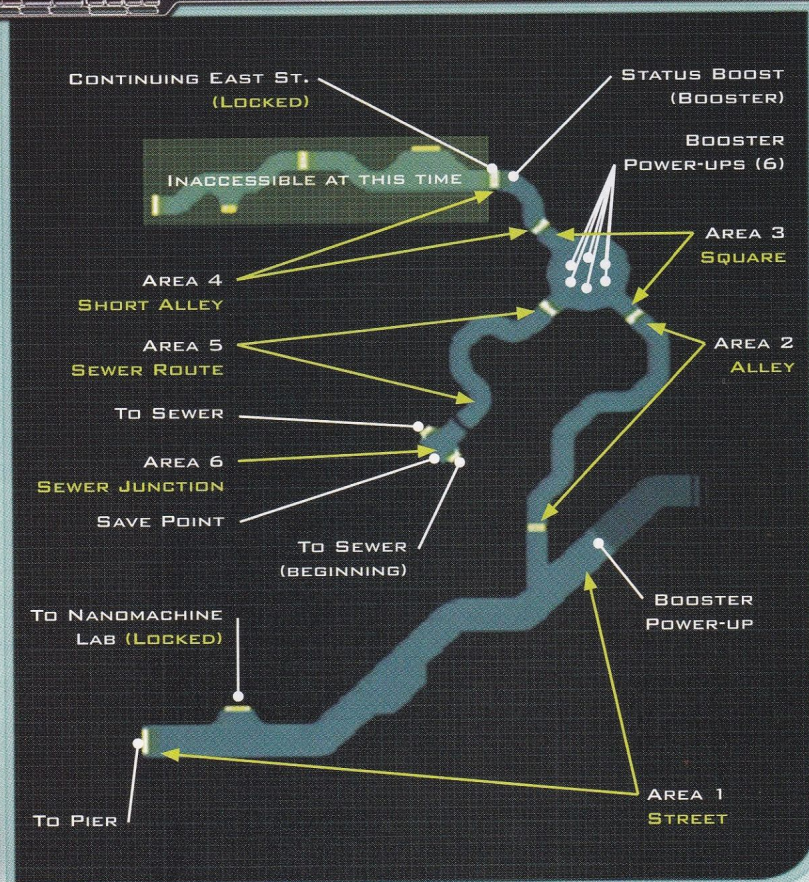 CONTINUING EAST ST.
(LOCKED)
STATUS BOOST
(BOOSTER)
BOOSTER
POWER-UPS (6)
INACCESSIBLE AT THIS TIME
AREA 3
SQUARE
AREA 4
SHORT ALLEY
AREA 5
SEWER ROUTE
AREA 2
ALLEY
TO SEWER
AREA 6
SEWER JUNCTION
SAVE POINT
TO SEWER
(BEGINNING)
BOOSTER
POWER-UP
TO NANOMACHINE
LAB (LOCKED)
AREA 1
STREET
TO PIER